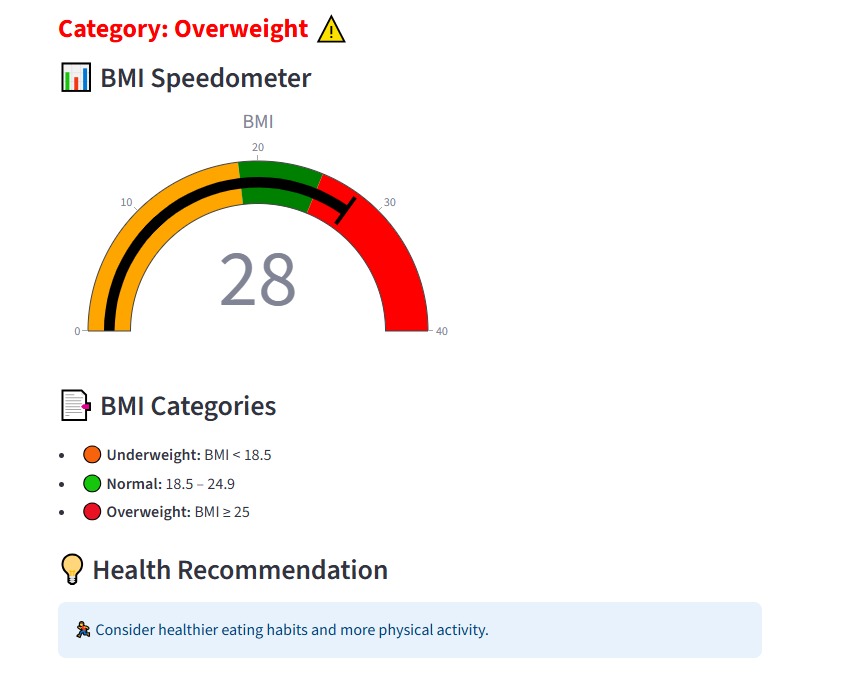 Category: Overweight
BMI Speedometer
BMI
20
10
30
28
0
40
BMI Categories
Underweight: BMI < 18.5
Normal: 18.5 – 24.9
Overweight: BMI ≥ 25
Health Recommendation
Consider healthier eating habits and more physical activity.